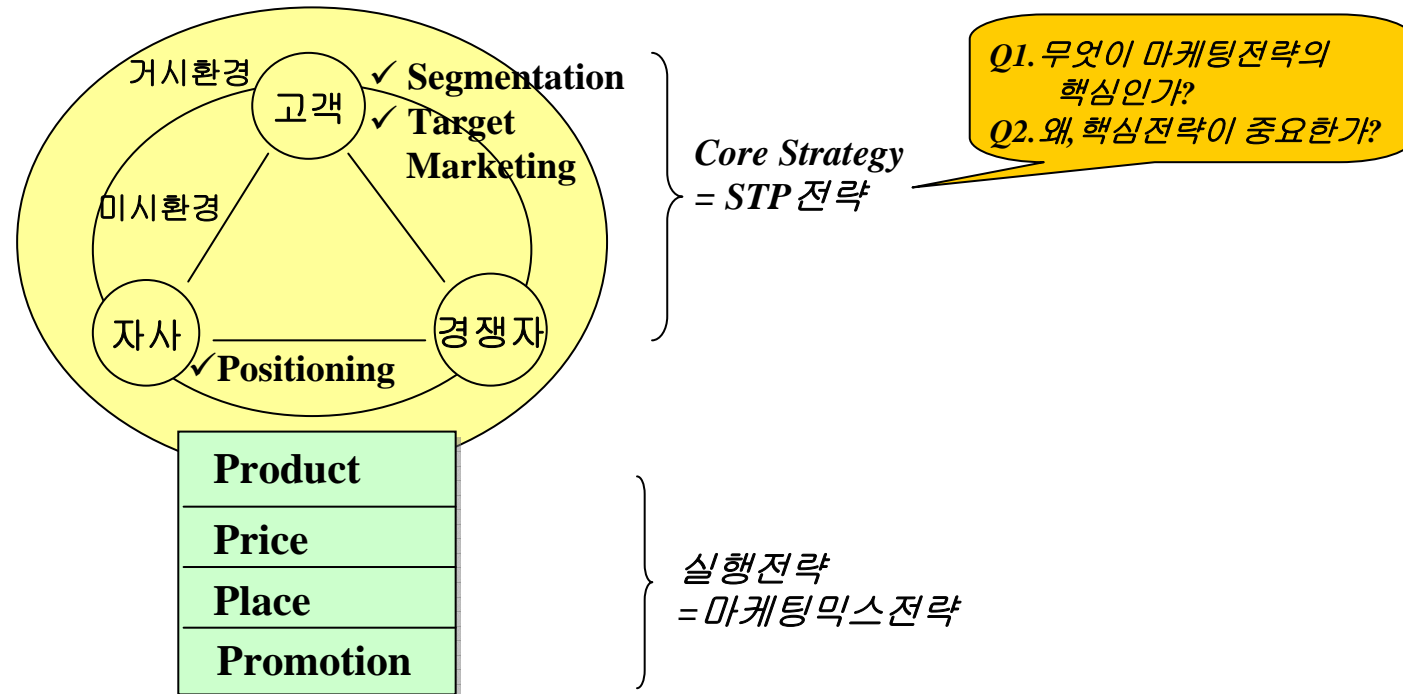 거시환경
고객
✓ Segmentation
✓ Target
Marketing
미시환경
자사
경쟁자
✓Positioning
Core Strategy
= STP 전략
Q1. 무엇이 마케팅전략의
핵심인가?
Q2. 왜, 핵심전략이 중요한가?
Product
Price
Place
Promotion
실행전략
=마케팅믹스전략